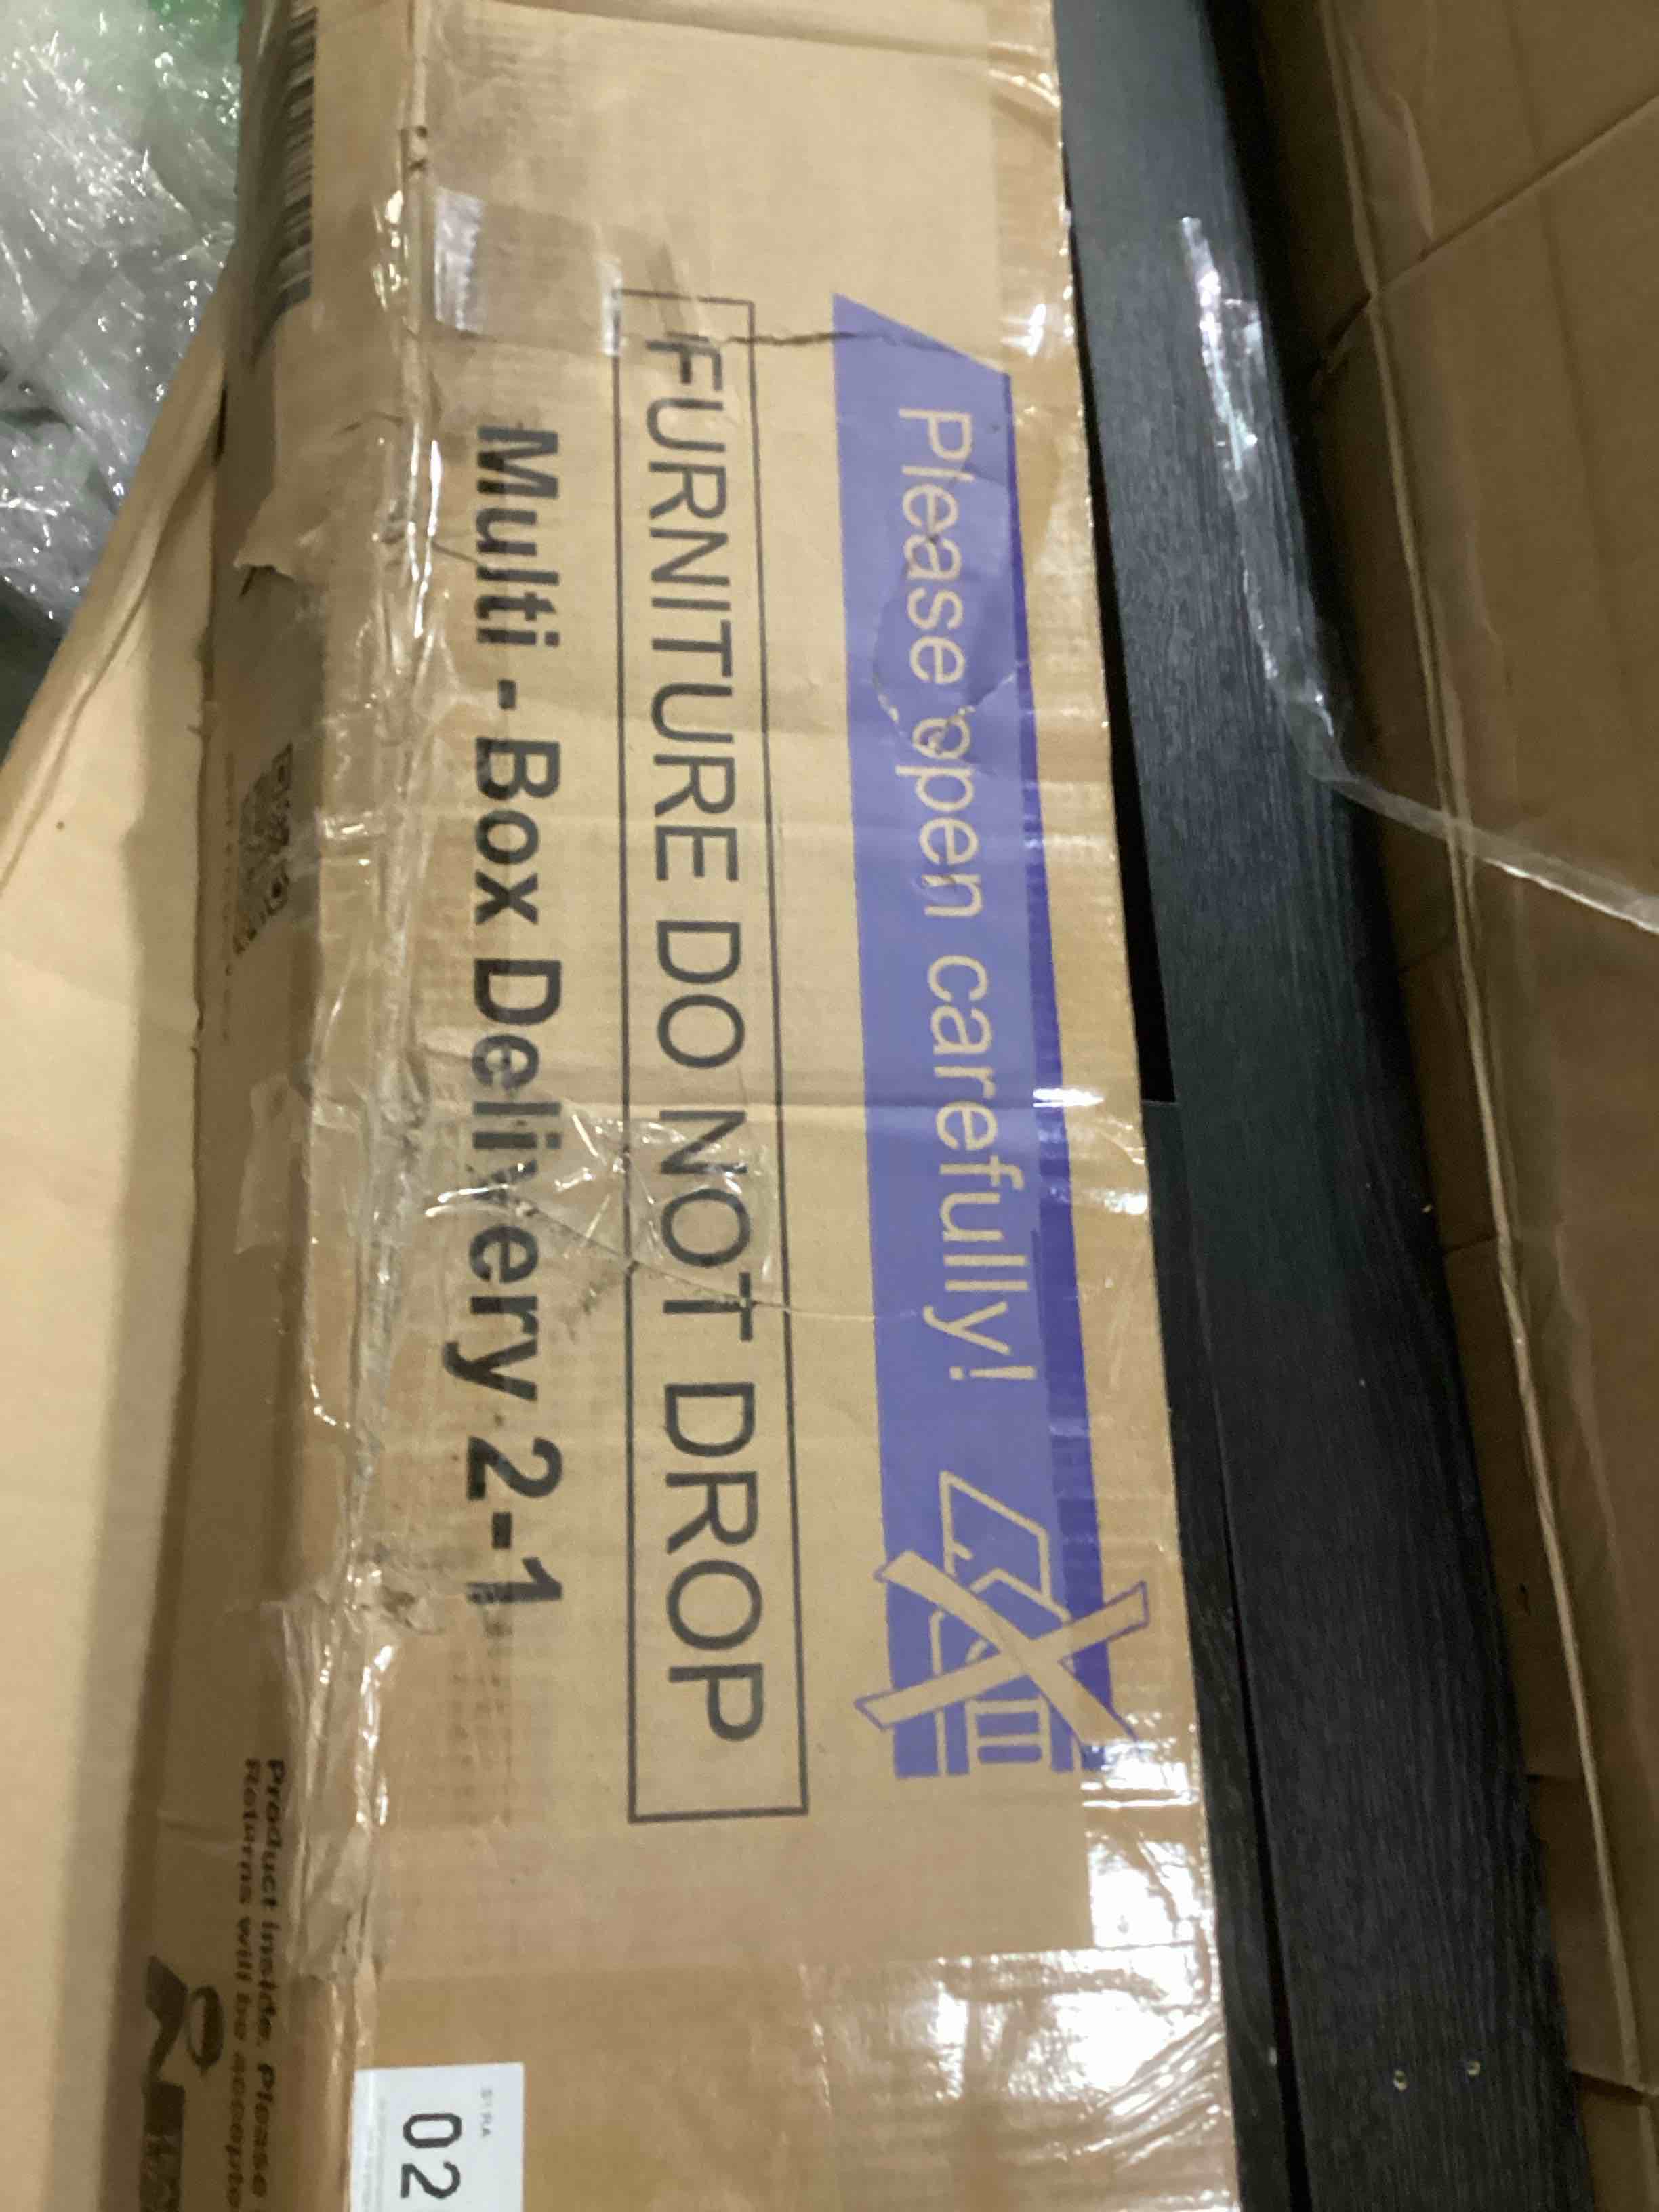 Please open carefully!
FURNITURE DO NOT DROP
Multi - Box Delivery 2-1
02
Product inside. Please
Returns will be accepte